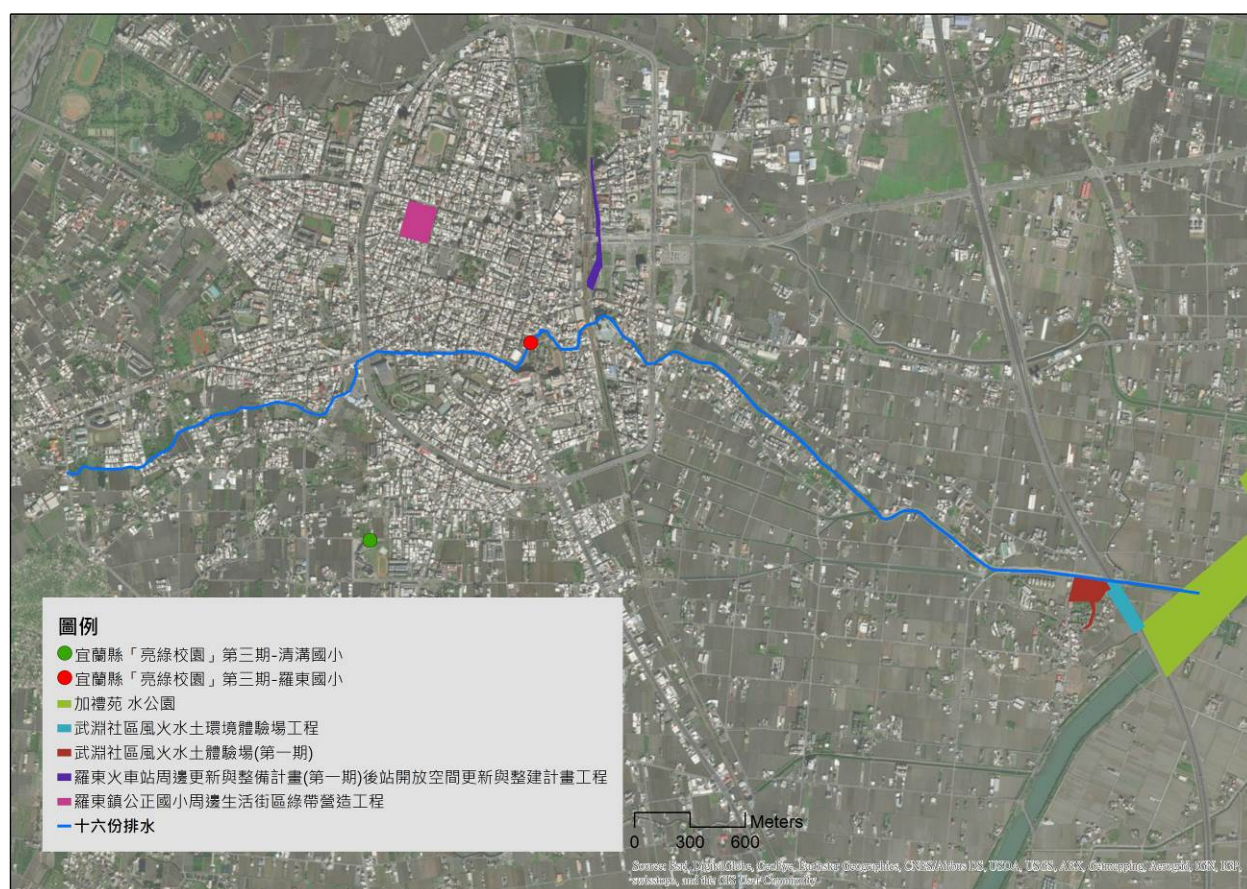 圖例
宜蘭縣「亮綠校園」第三期-清溝國小
宜蘭縣「亮綠校園」第三期-羅東國小
加禮苑 水公園
武淵社區風火水土環境體驗場工程
武淵社區風火水土體驗場(第一期)
羅東火車站周邊更新與整備計畫(第一期)後站開放空間更新與整建計畫工程
羅東鎮公正國小周邊生活街區綠帶營造工程
十六份排水
Meters
0 300 600
Source: Esri, DigitalGlobe, GeoEye, Earthstar Geographics, CNES/Airbus DS, USDA, USGS, AEX, Getmapping, Aerogrid, IGN, IGP,
swisstopo, and the GIS User Community